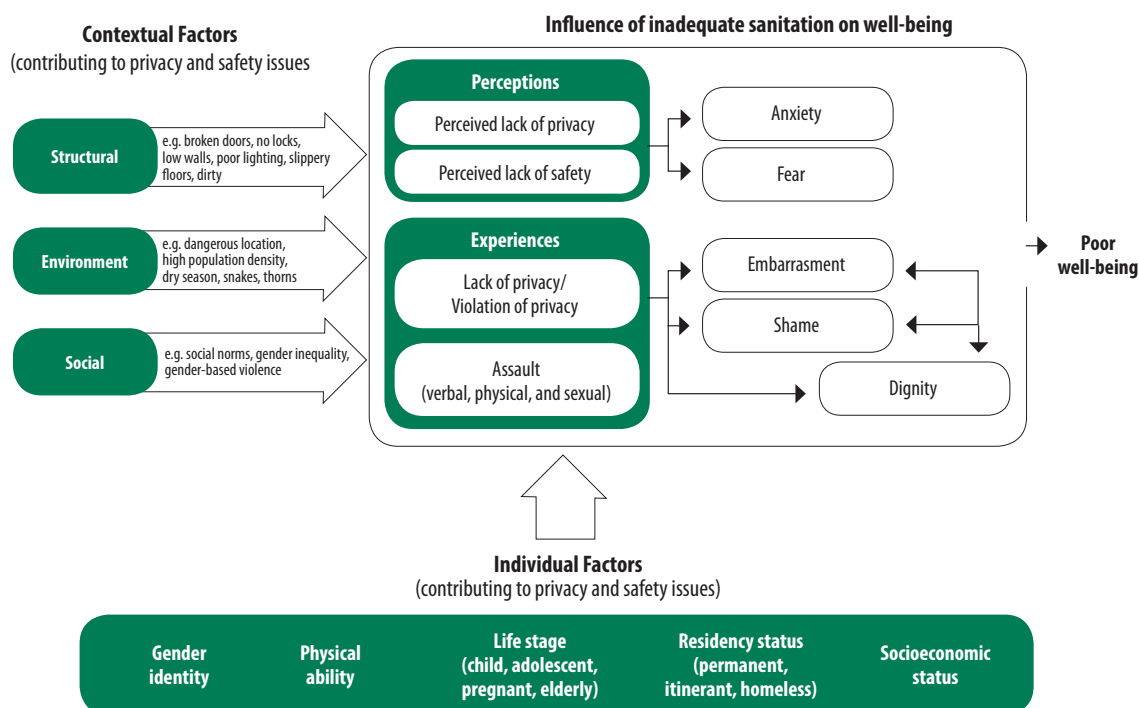 Contextual Factors
(contributing to privacy and safety issues
Structural
e.g. broken doors, no locks,
low walls, poor lighting, slippery
floors, dirty
Environment
e.g. dangerous location,
high population density,
dry season, snakes, thorns
Social
e.g. social norms, gender inequality,
gender-based violence
Influence of inadequate sanitation on well-being
Perceptions
Perceived lack of privacy
Perceived lack of safety
Anxiety
Fear
Experiences
Lack of privacy/
Violation of privacy
Assault
(verbal, physical, and sexual)
Embarrasment
Shame
Dignity
Poor
well-being
Individual Factors
(contributing to privacy and safety issues)
Gender
identity
Physical
ability
Life stage
(child, adolescent,
pregnant, elderly)
Residency status
(permanent,
itinerant, homeless)
Socioeconomic
status